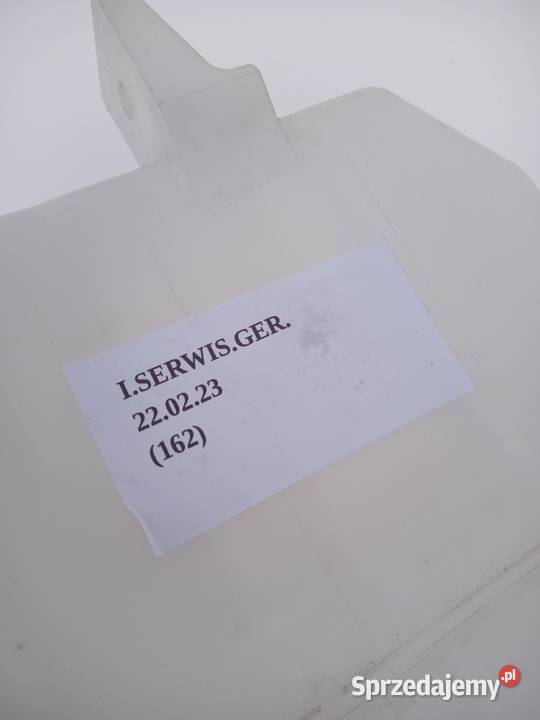 I.SERWIS.GER.
22.02.23
(162)
Sprzedajemy.pl